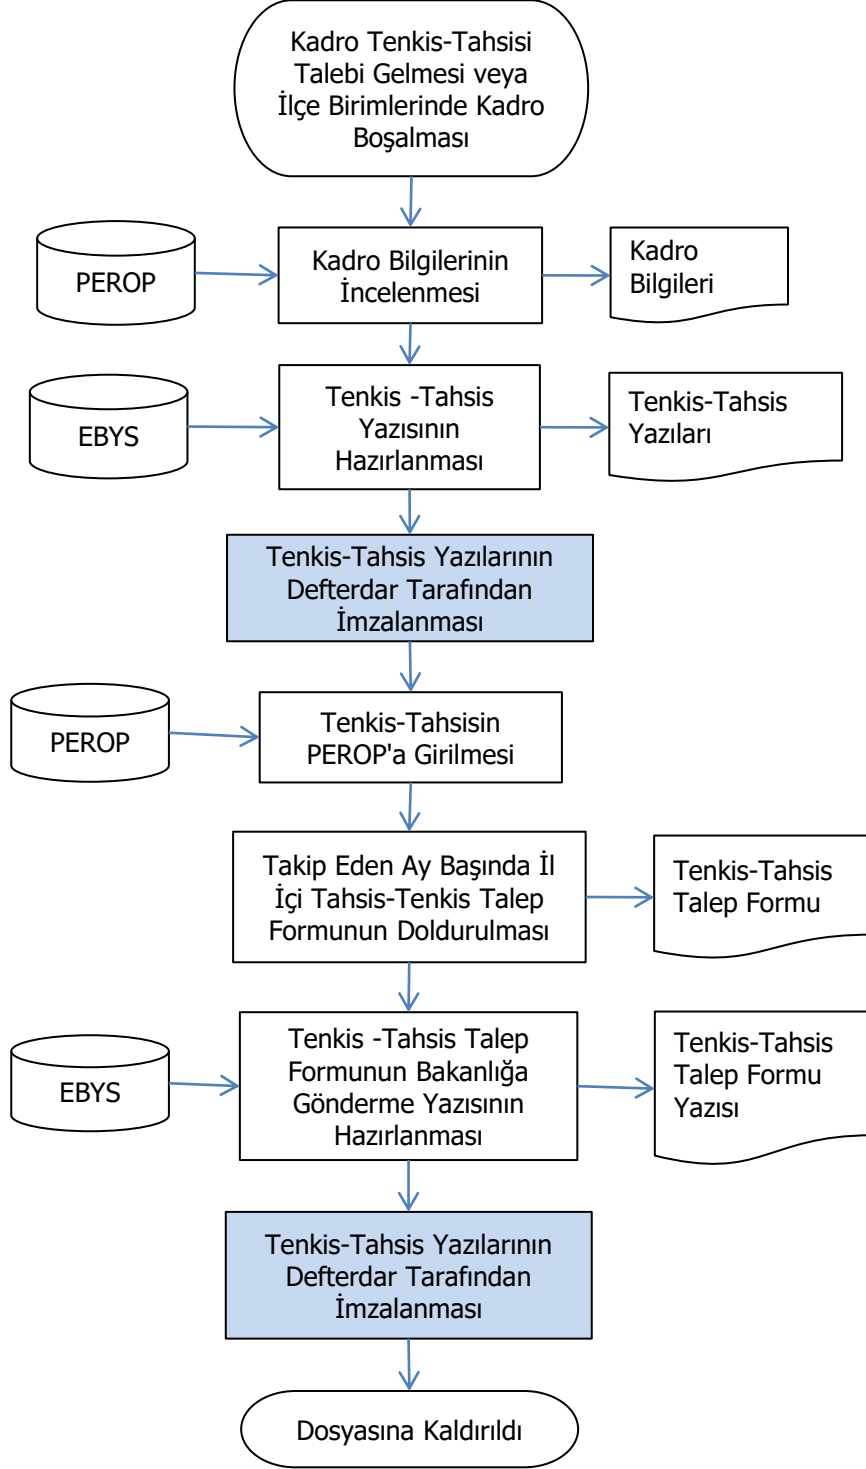 Kadro Tenkis-Tahsisi
Talebi Gelmesi veya
İlçe Birimlerinde Kadro
Boşalması
PEROP
Kadro Bilgilerinin
İncelenmesi
Kadro
Bilgileri
EBYS
Tenkis -Tahsis
Yazısının
Hazırlanması
Tenkis-Tahsis
Yazıları
Tenkis-Tahsis Yazılarının
Defterdar Tarafından
İmzalanması
PEROP
Tenkis-Tahsisin
PEROP'a Girilmesi
Takip Eden Ay Başında İl
İçi Tahsis-Tenkis Talep
Formunun Doldurulması
Tenkis-Tahsis
Talep Formu
EBYS
Tenkis -Tahsis Talep
Formunun Bakanlığa
Gönderme Yazısının
Hazırlanması
Tenkis-Tahsis
Talep Formu
Yazısı
Tenkis-Tahsis Yazılarının
Defterdar Tarafından
İmzalanması
Dosyasına Kaldırıldı